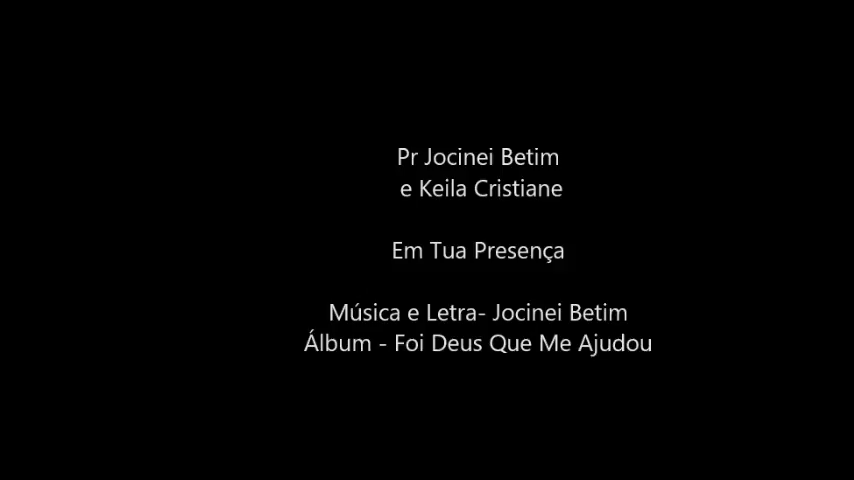 Pr Jocinei Betim
e Keila Cristiane
Em Tua Presença
Música e Letra- Jocinei Betim
Álbum - Foi Deus Que Me Ajudou